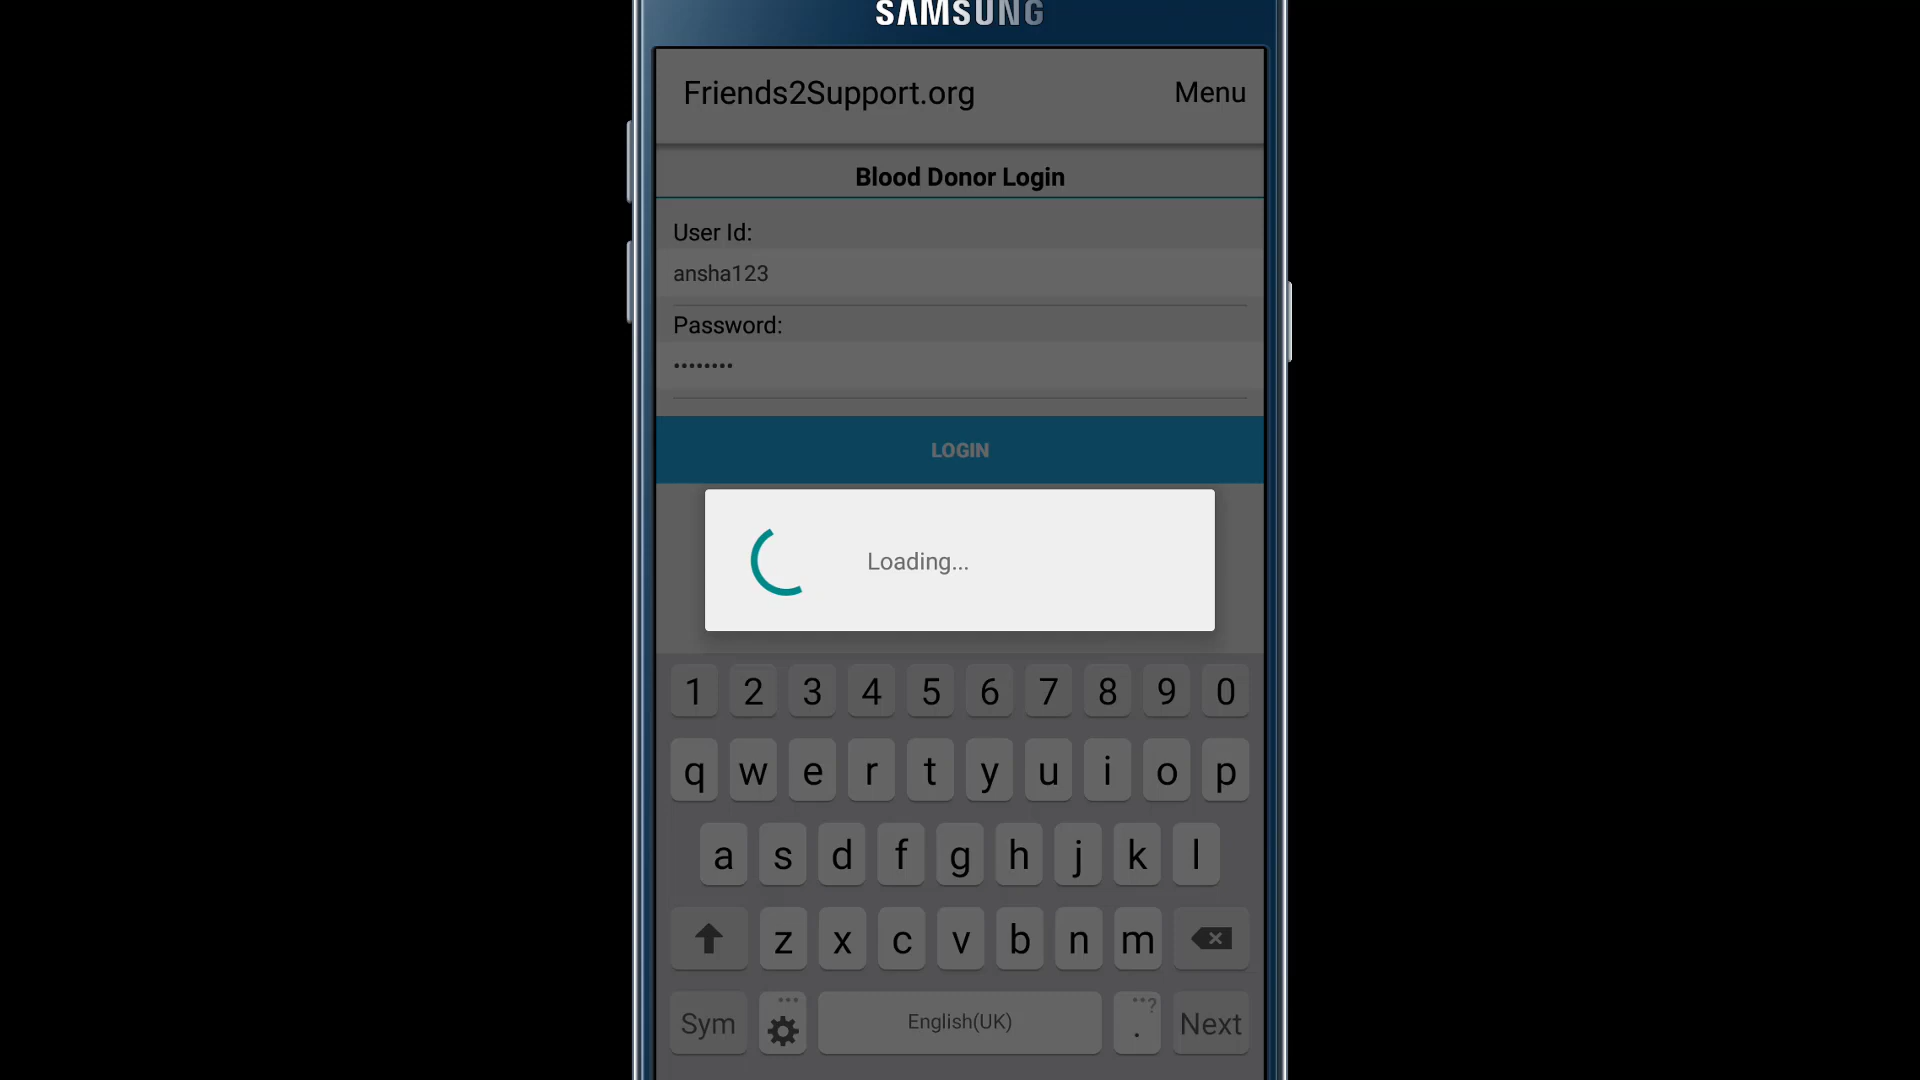 SAMSUNG
Friends2Support.org Menu
Blood Donor Login
User Id:
ansha123
Password:
••••••••
LOGIN
Loading...
1 2 3 4 5 6 7 8 9 0
q w e r t y u i o p
a s d f g h j k l
z x c v b n m
Sym English(UK) . ...? Next